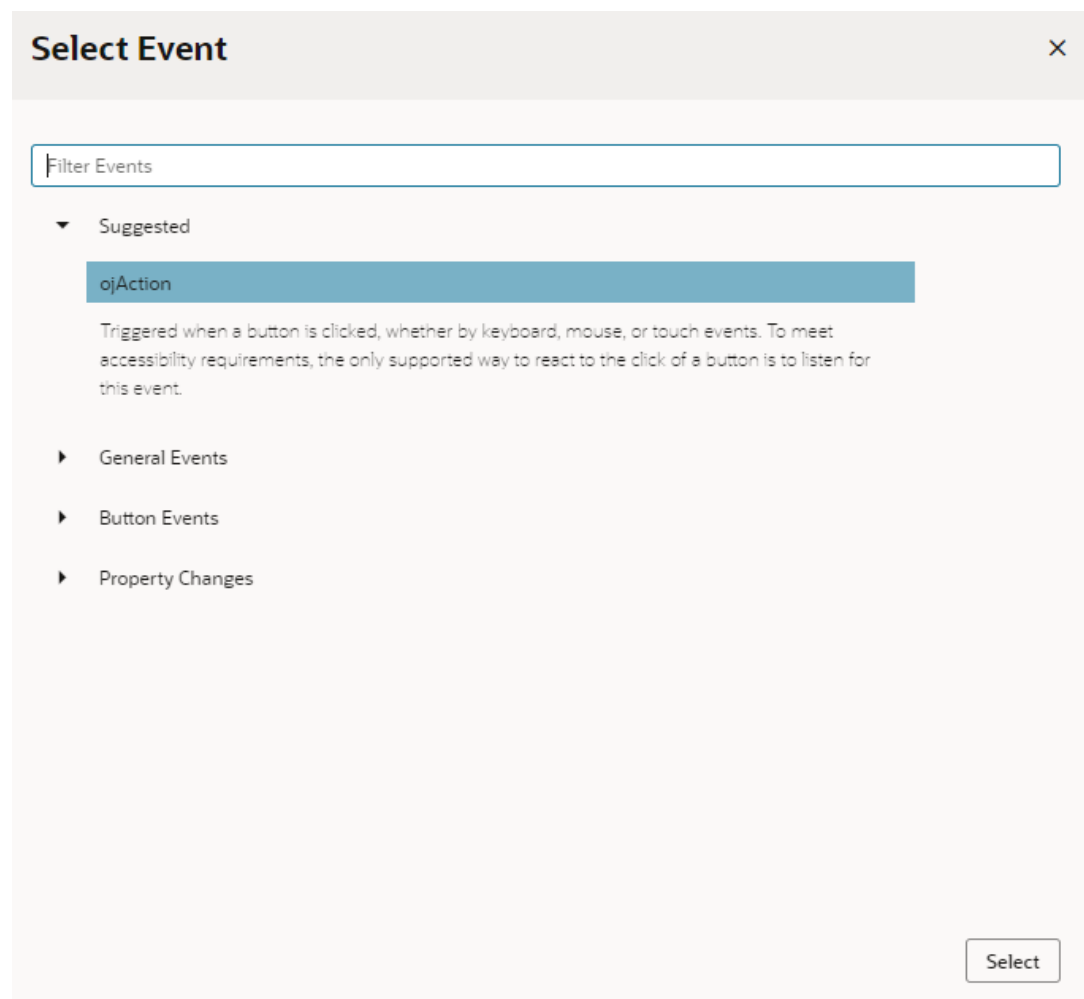 Select Event
Filter Events
Suggested
ojAction
Triggered when a button is clicked, whether by keyboard, mouse, or touch events. To meet
accessibility requirements, the only supported way to react to the click of a button is to listen for
this event.
General Events
Button Events
Property Changes
Select